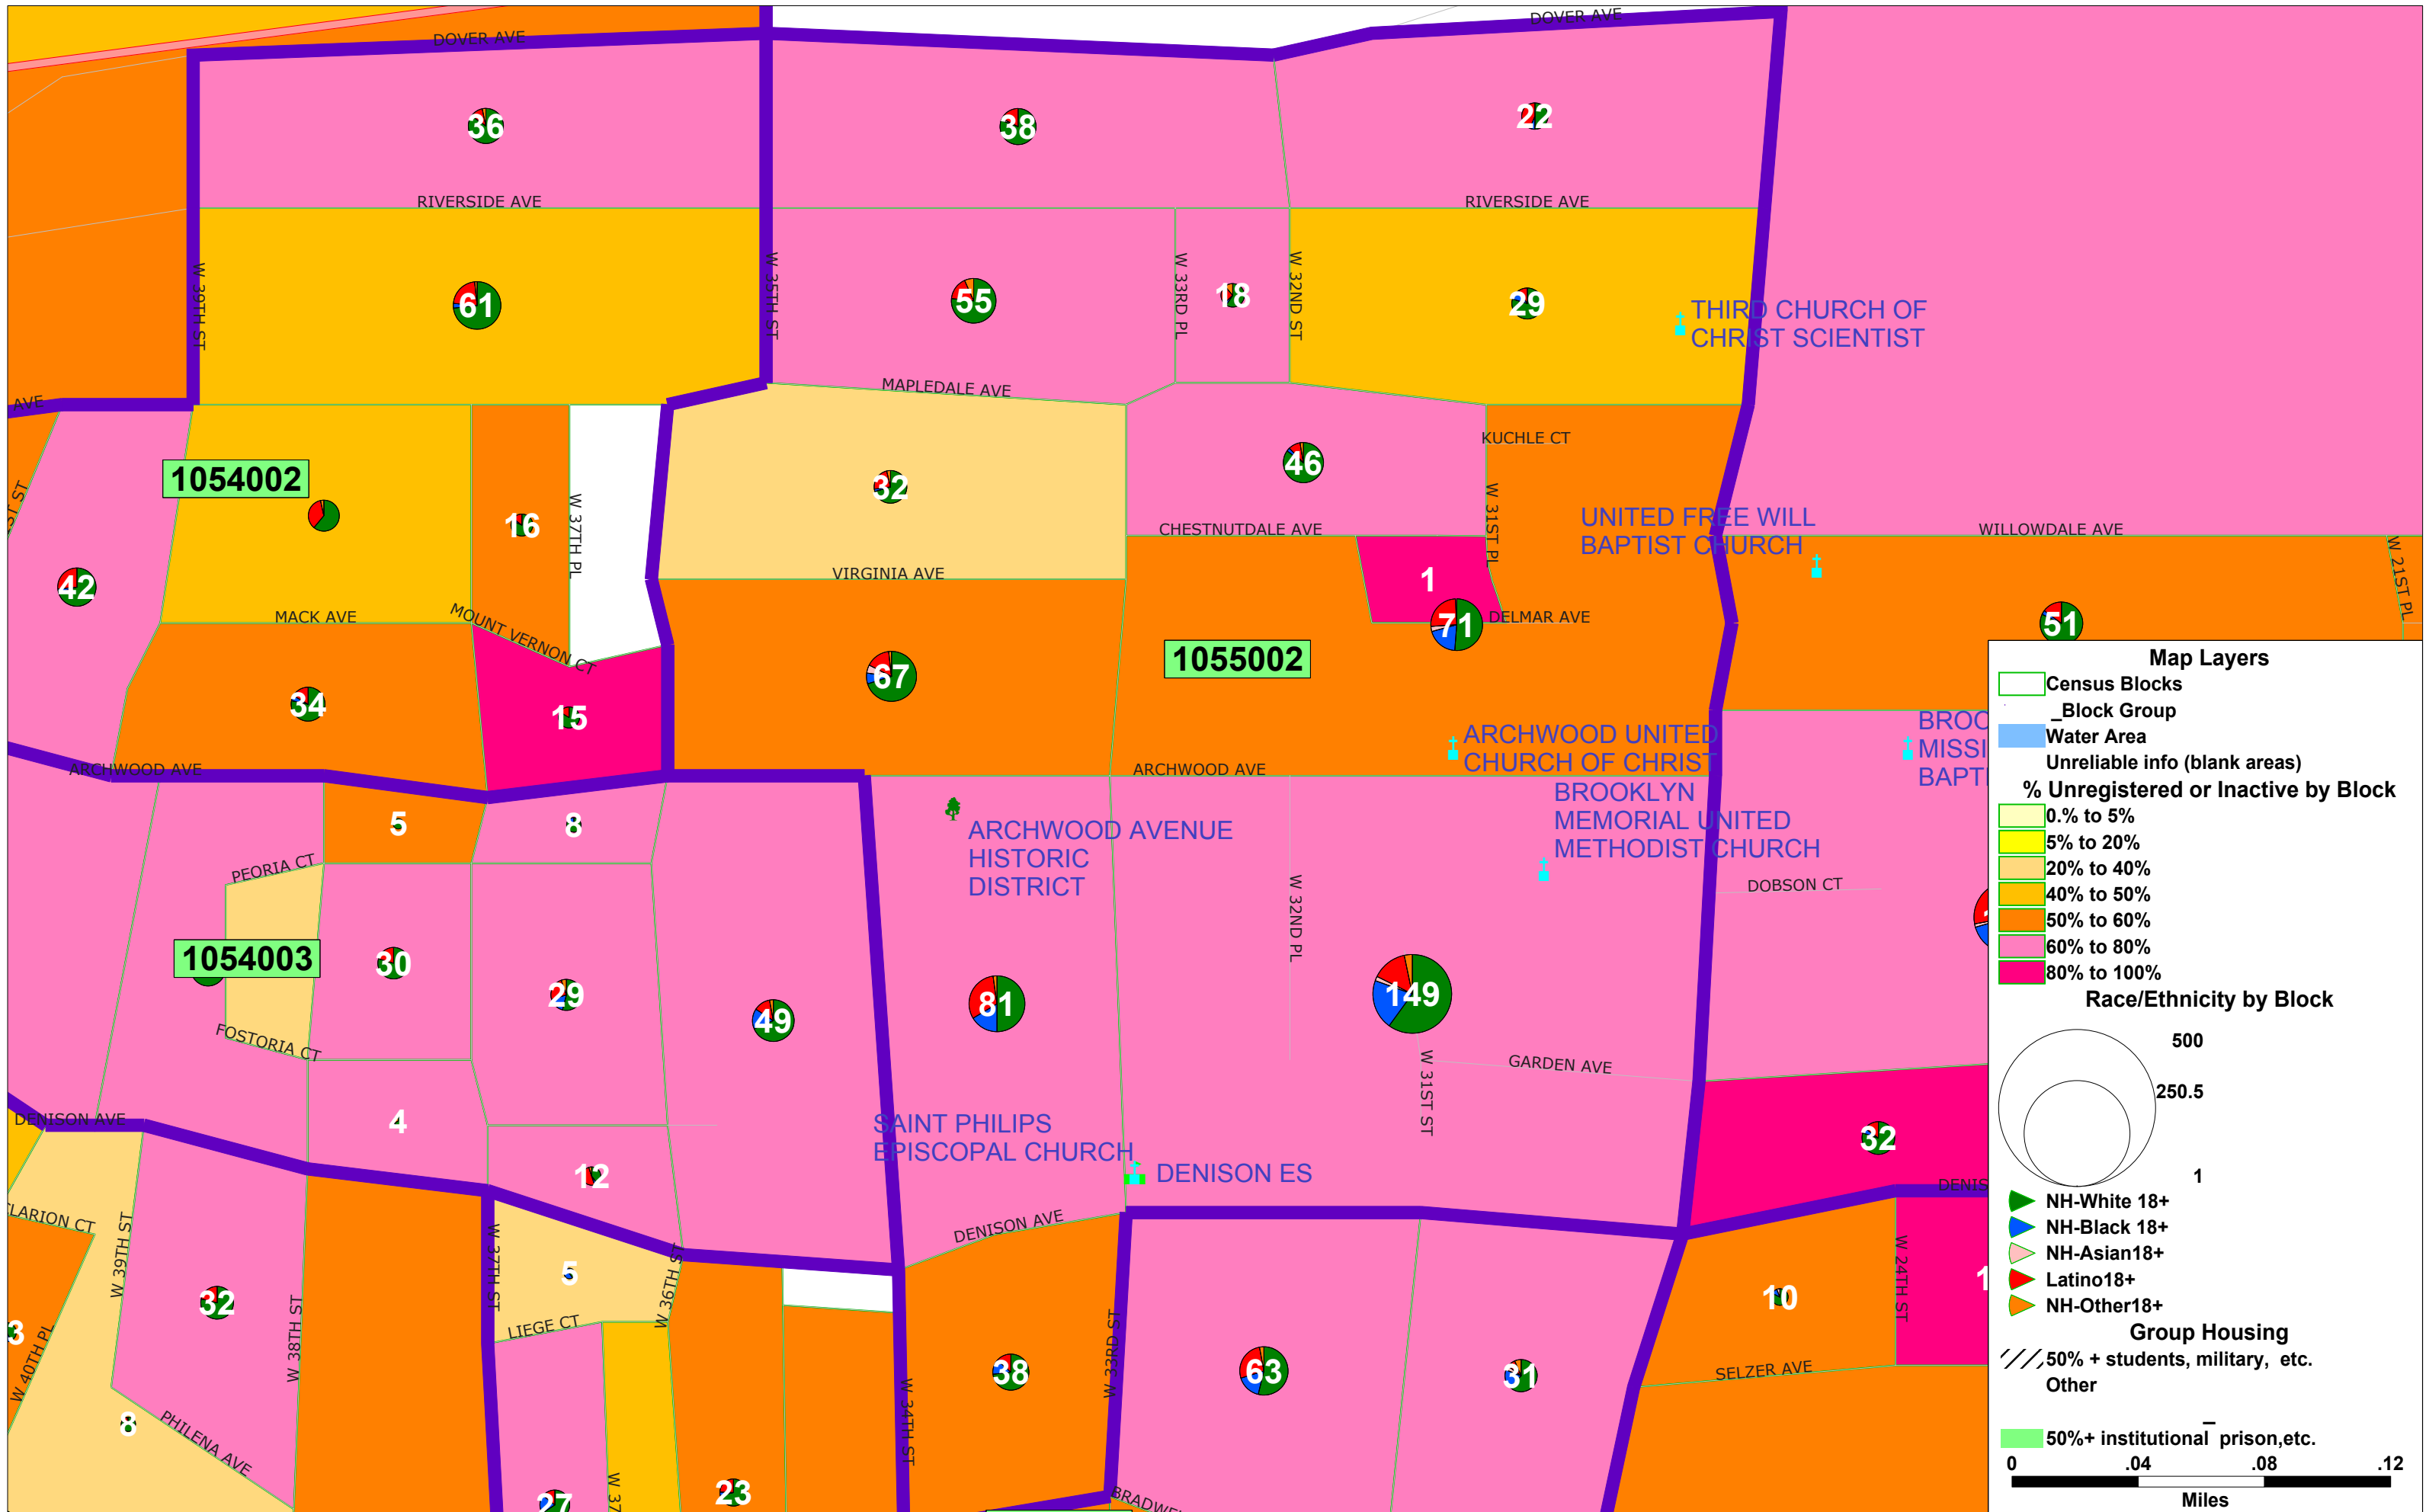 DOVER AVE
DOVER AVE
36
38
22
RIVERSIDE AVE
RIVERSIDE AVE
W 39TH ST
W 35TH ST
W 33RD PL
W 32ND ST
61
55
18
29
THIRD CHURCH OF
CHRIST SCIENTIST
MAPLEDALE AVE
AVE
KUCHLE CT
1054002
46
32
16
W 37TH PL
W 31ST PL
UNITED FREE WILL
BAPTIST CHURCH
CHESTNUTDALE AVE
WILLOWDALE AVE
W 21ST PL
42
VIRGINIA AVE
1
MACK AVE
MOUNT VERNON CT
DELMAR AVE
71
51
1055002
67
34
15
ARCHWOOD UNITED
CHURCH OF CHRIST
BROOKLYN
MEMORIAL UNITED
METHODIST CHURCH
BROO
MISSI
BAPTI
ARCHWOOD AVE
ARCHWOOD AVE
5
8
ARCHWOOD AVENUE
HISTORIC
DISTRICT
PEORIA CT
DOBSON CT
W 32ND PL
1054003
30
29
49
81
149
FOSTORIA CT
GARDEN AVE
W 31ST ST
DENISON AVE
4
SAINT PHILIPS
EPISCOPAL CHURCH
DENISON ES
32
12
DENIS
CLARION CT
W 39TH ST
DENISON AVE
W 37TH ST
W 36TH ST
5
W 24TH ST
32
10
1
3
W 40TH PL
W 38TH ST
LIEGE CT
W 33RD ST
38
63
31
SELZER AVE
W 34TH ST
8
PHILENA AVE
27
W 37
23
BRADWE
Map Layers
Census Blocks
_Block Group
Water Area
Unreliable info (blank areas)
% Unregistered or Inactive by Block
0.% to 5%
5% to 20%
20% to 40%
40% to 50%
50% to 60%
60% to 80%
80% to 100%
Race/Ethnicity by Block
500
250.5
1
NH-White 18+
NH-Black 18+
NH-Asian18+
Latino18+
NH-Other18+
Group Housing
50% + students, military, etc.
Other
_
50%+ institutional prison,etc.
0 .04 .08 .12
Miles